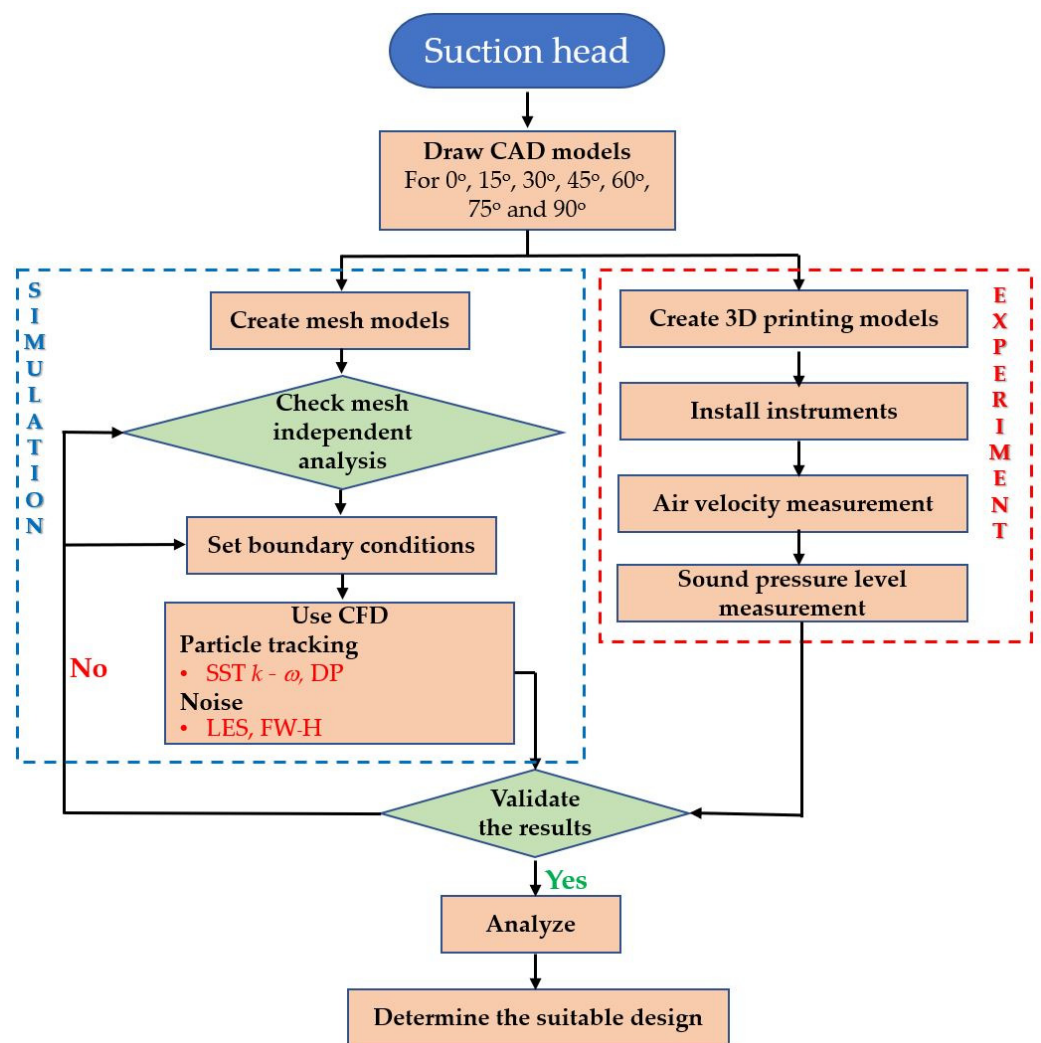 Suction head
Draw CAD models
For 0°, 15°, 30°, 45°, 60°,
75° and 90°
SIMULATION
Create mesh models
Check mesh
independent
analysis
Set boundary conditions
Use CFD
Particle tracking
• SST k - ω, DP
Noise
• LES, FW-H
EXPERIMENT
Create 3D printing models
Install instruments
Air velocity measurement
Sound pressure level
measurement
No
Validate
the results
Yes
Analyze
Determine the suitable design